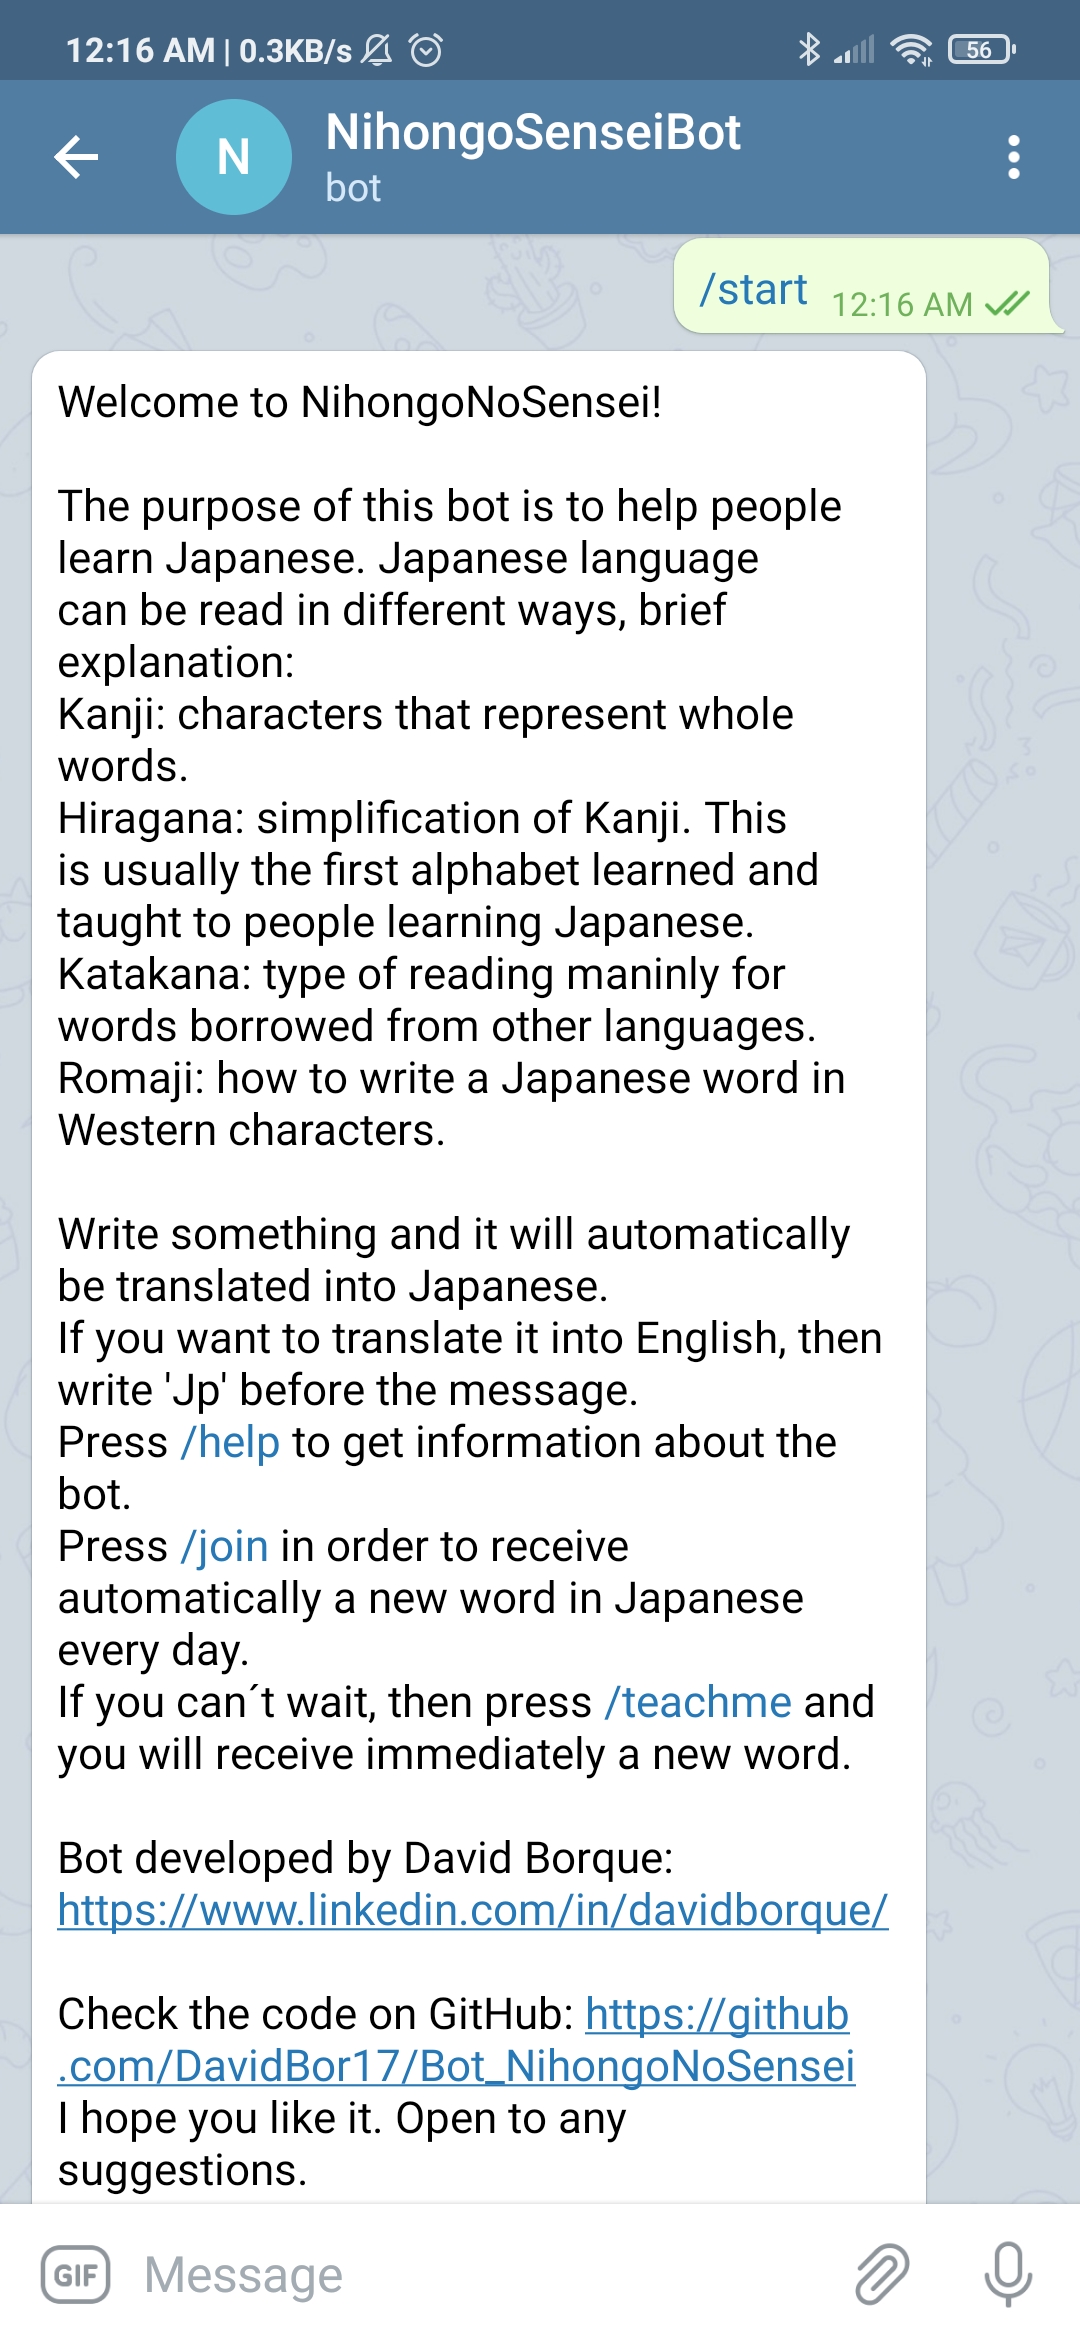 12:16 AM | 0.3KB/s
56
N
NihongoSenseiBot
bot
/start 12:16 AM
Welcome to NihongoNoSensei!
The purpose of this bot is to help people
learn Japanese. Japanese language
can be read in different ways, brief
explanation:
Kanji: characters that represent whole
words.
Hiragana: simplification of Kanji. This
is usually the first alphabet learned and
taught to people learning Japanese.
Katakana: type of reading maninly for
words borrowed from other languages.
Romaji: how to write a Japanese word in
Western characters.
Write something and it will automatically
be translated into Japanese.
If you want to translate it into English, then
write 'Jp' before the message.
Press /help to get information about the
bot.
Press /join in order to receive
automatically a new word in Japanese
every day.
If you can´t wait, then press /teachme and
you will receive immediately a new word.
Bot developed by David Borque:
https://www.linkedin.com/in/davidborque/
Check the code on GitHub: https://github
.com/DavidBor17/Bot_NihongoNoSensei
I hope you like it. Open to any
suggestions.
GIF Message